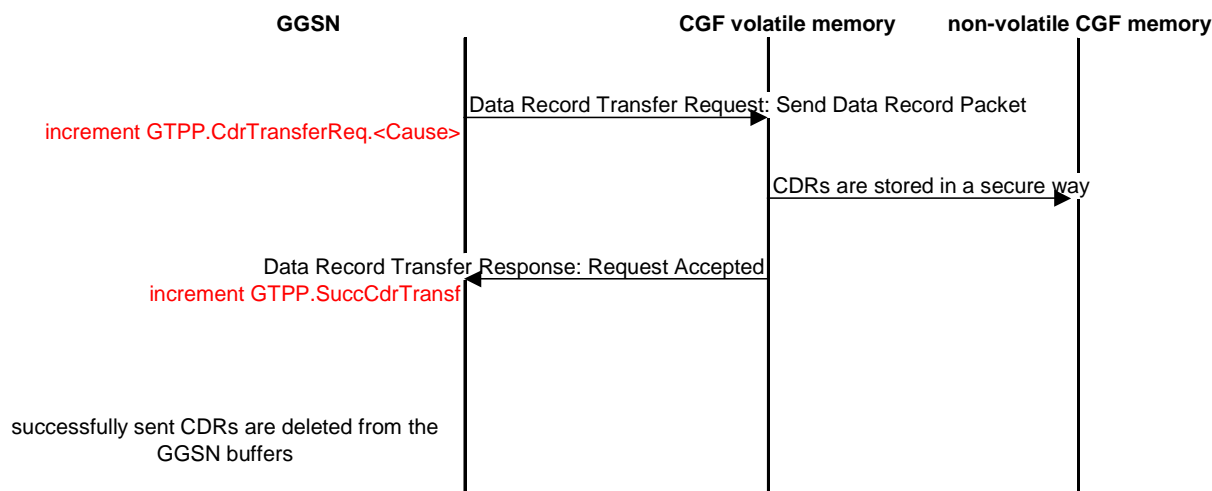 GGSN CGF volatile memory non-volatile CGF memory
Data Record Transfer Request: Send Data Record Packet
increment GTPP.CdrTransferReq.<Cause>
CDRs are stored in a secure way
Data Record Transfer Response: Request Accepted
increment GTPP.SuccCdrTransf
successfully sent CDRs are deleted from the
GGSN buffers